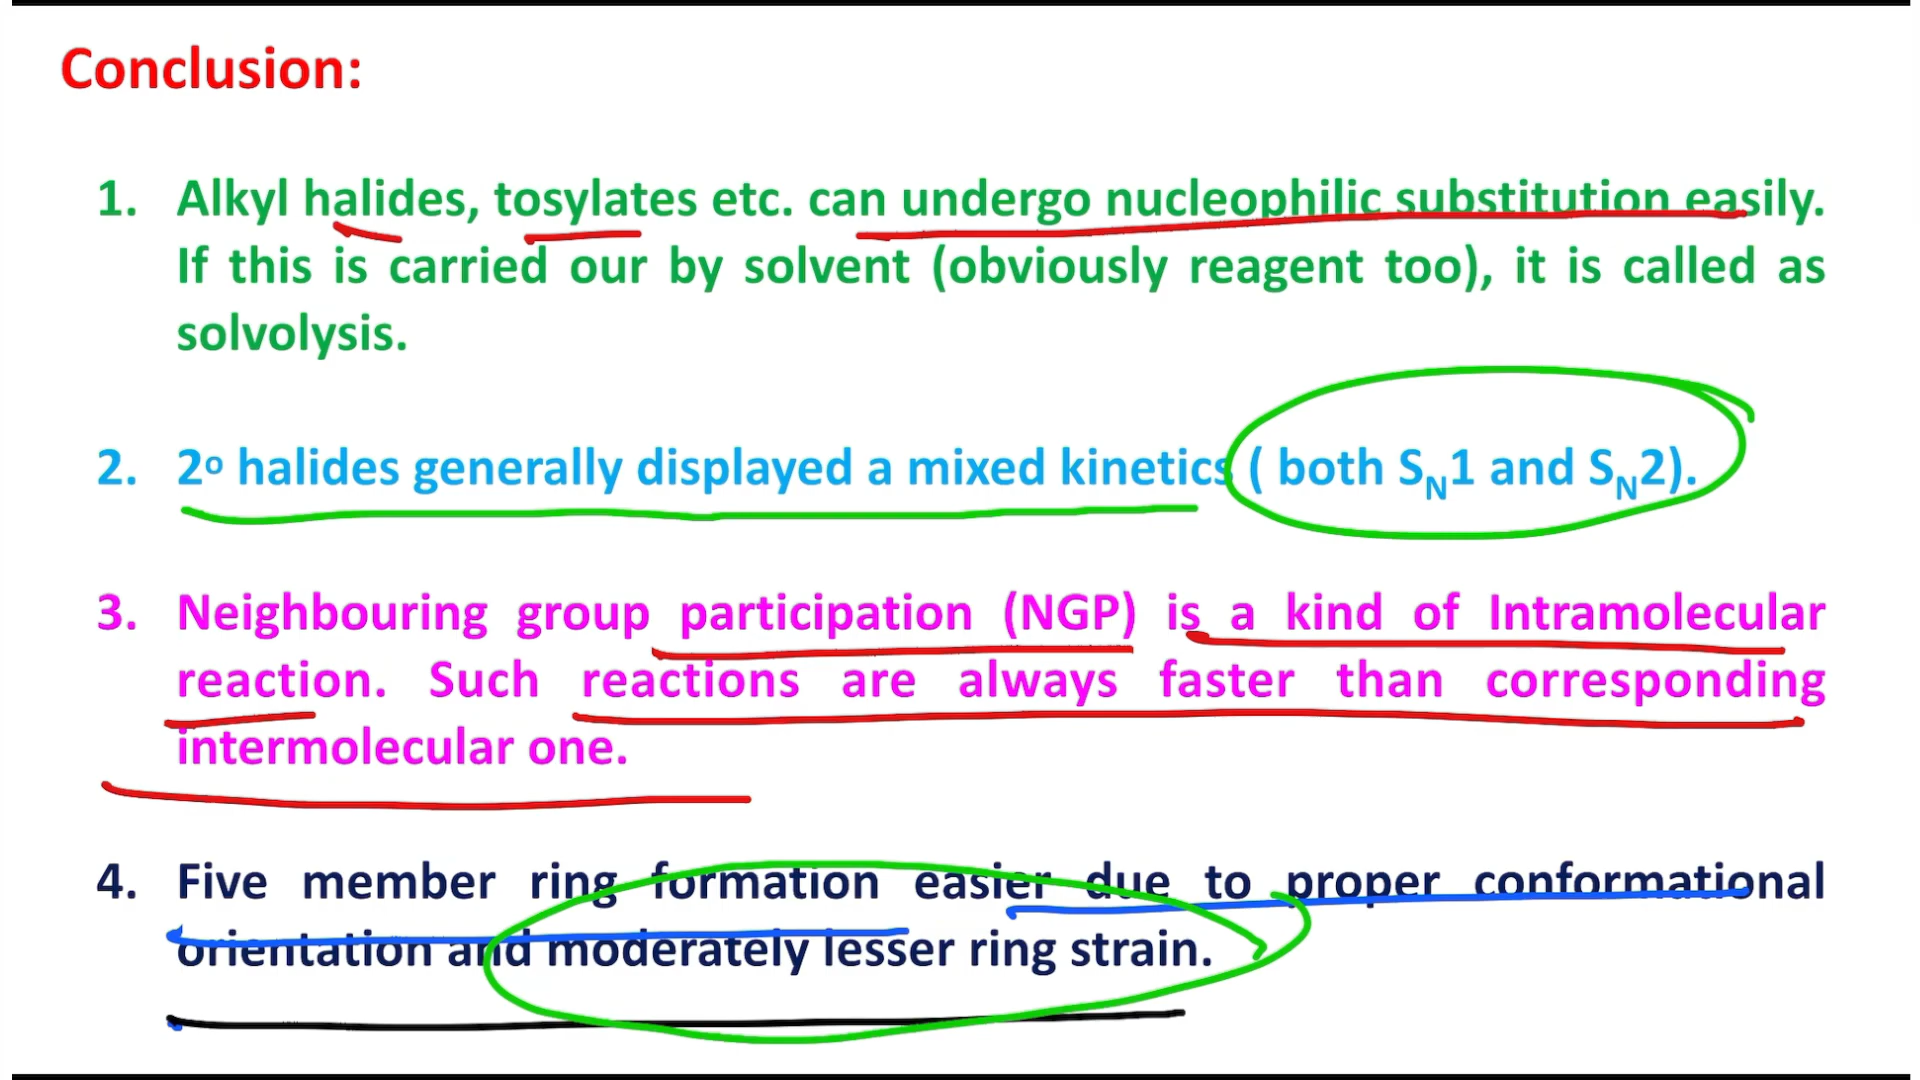 Conclusion:
1. Alkyl halides, tosylates etc. can undergo nucleophilic substitution easily.
If this is carried our by solvent (obviously reagent too), it is called as
solvolysis.
2. 2º halides generally displayed a mixed kinetics ( both SN1 and SN2).
3. Neighbouring group participation (NGP) is a kind of Intramolecular
reaction. Such reactions are always faster than corresponding
intermolecular one.
4. Five member ring formation easier due to proper conformational
orientation and moderately lesser ring strain.